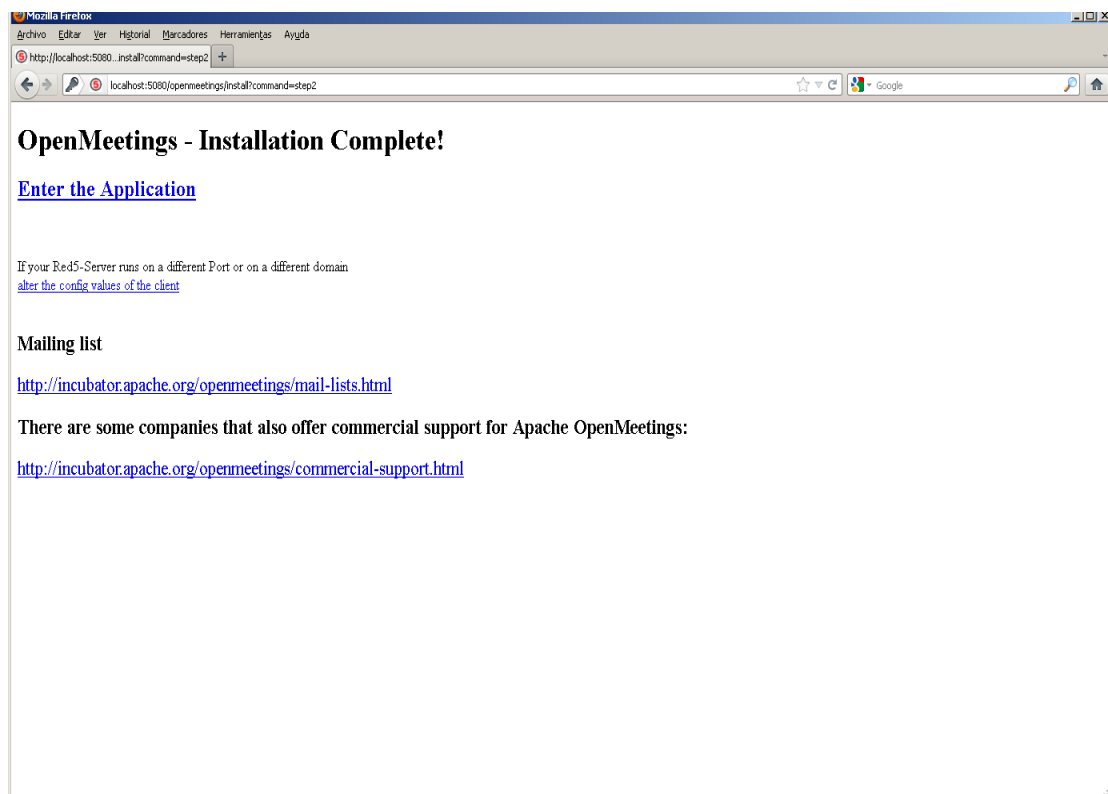 Mozilla Firefox
Archivo Editar Ver Historial Marcadores Herramientas Ayuda
http://localhost:5080...install?command=step2
localhost:5080/openmeetings/install?command=step2
Google
OpenMeetings - Installation Complete!
Enter the Application
If your Red5-Server runs on a different Port or on a different domain
alter the config values of the client
Mailing list
http://incubator.apache.org/openmeetings/mail-lists.html
There are some companies that also offer commercial support for Apache OpenMeetings:
http://incubator.apache.org/openmeetings/commercial-support.html